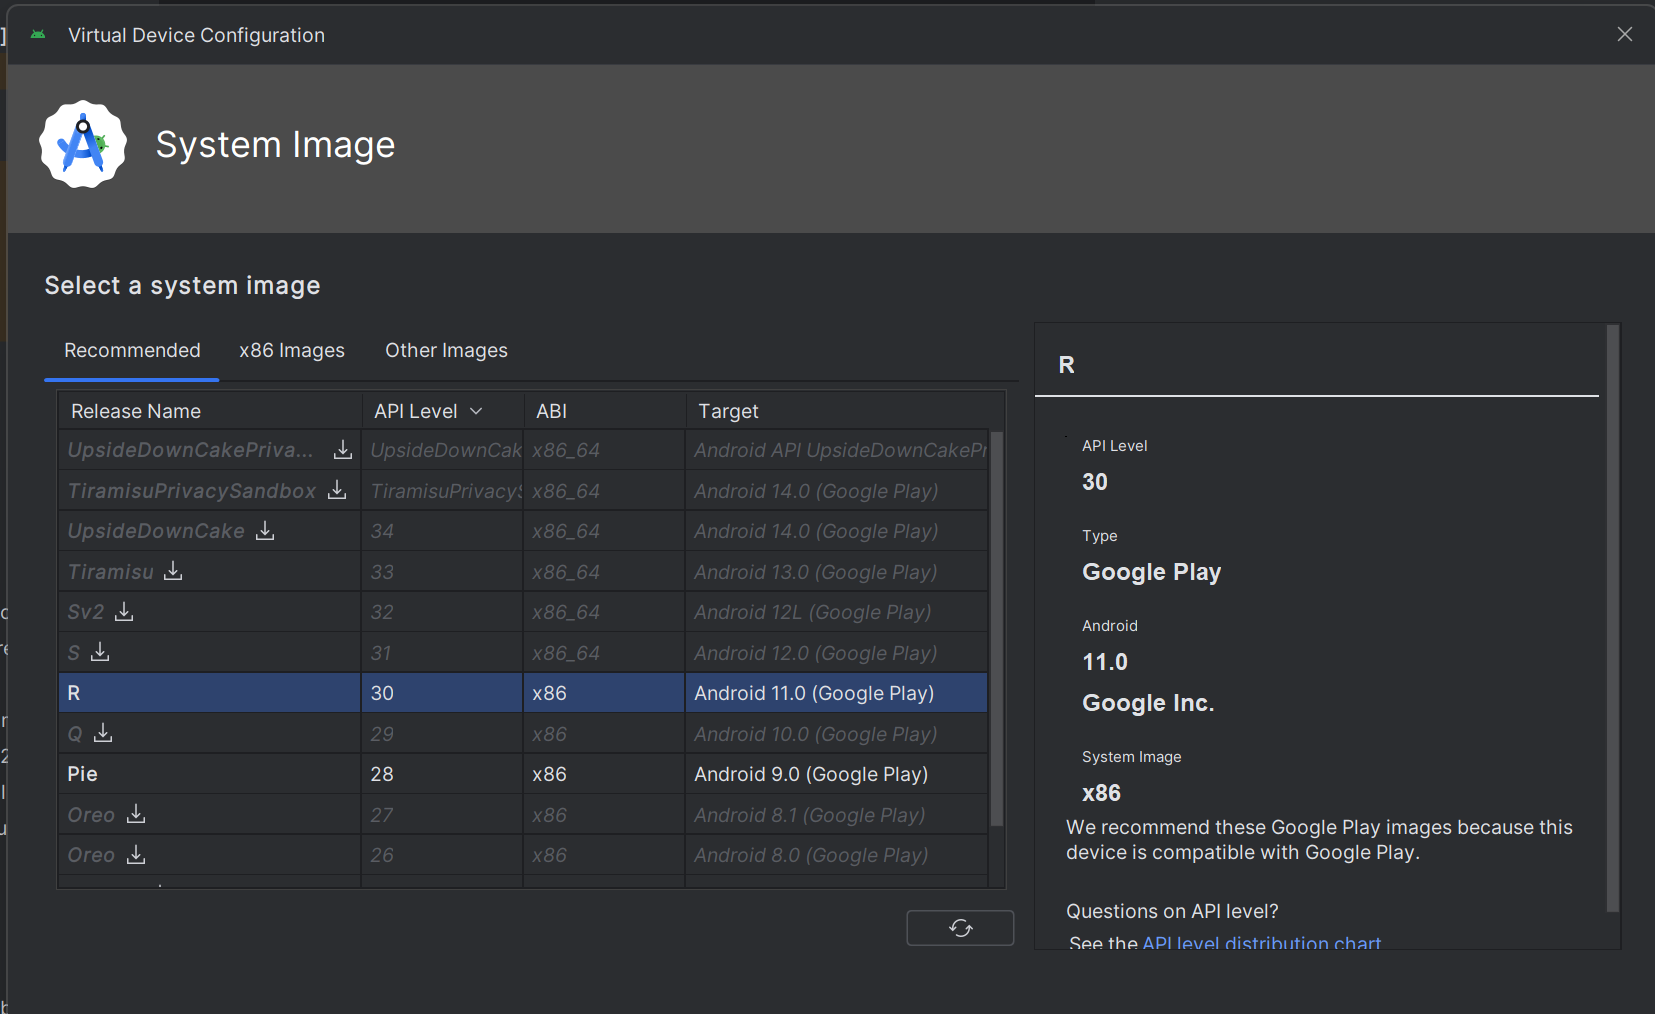 Virtual Device Configuration
System Image
Select a system image
Recommended x86 Images Other Images
Release Name API Level ABI Target
UpsideDownCakePriva... UpsideDownCak x86_64 Android API UpsideDownCakePr
TiramisuPrivacySandbox TiramisuPrivacyS x86_64 Android 14.0 (Google Play)
UpsideDownCake 34 x86_64 Android 14.0 (Google Play)
Tiramisu 33 x86_64 Android 13.0 (Google Play)
Sv2 32 x86_64 Android 12L (Google Play)
S 31 x86_64 Android 12.0 (Google Play)
R 30 x86 Android 11.0 (Google Play)
Q 29 x86 Android 10.0 (Google Play)
Pie 28 x86 Android 9.0 (Google Play)
Oreo 27 x86 Android 8.1 (Google Play)
Oreo 26 x86 Android 8.0 (Google Play)
R
API Level
30
Type
Google Play
Android
11.0
Google Inc.
System Image
x86
We recommend these Google Play images because this
device is compatible with Google Play.
Questions on API level?
See the API level distribution chart